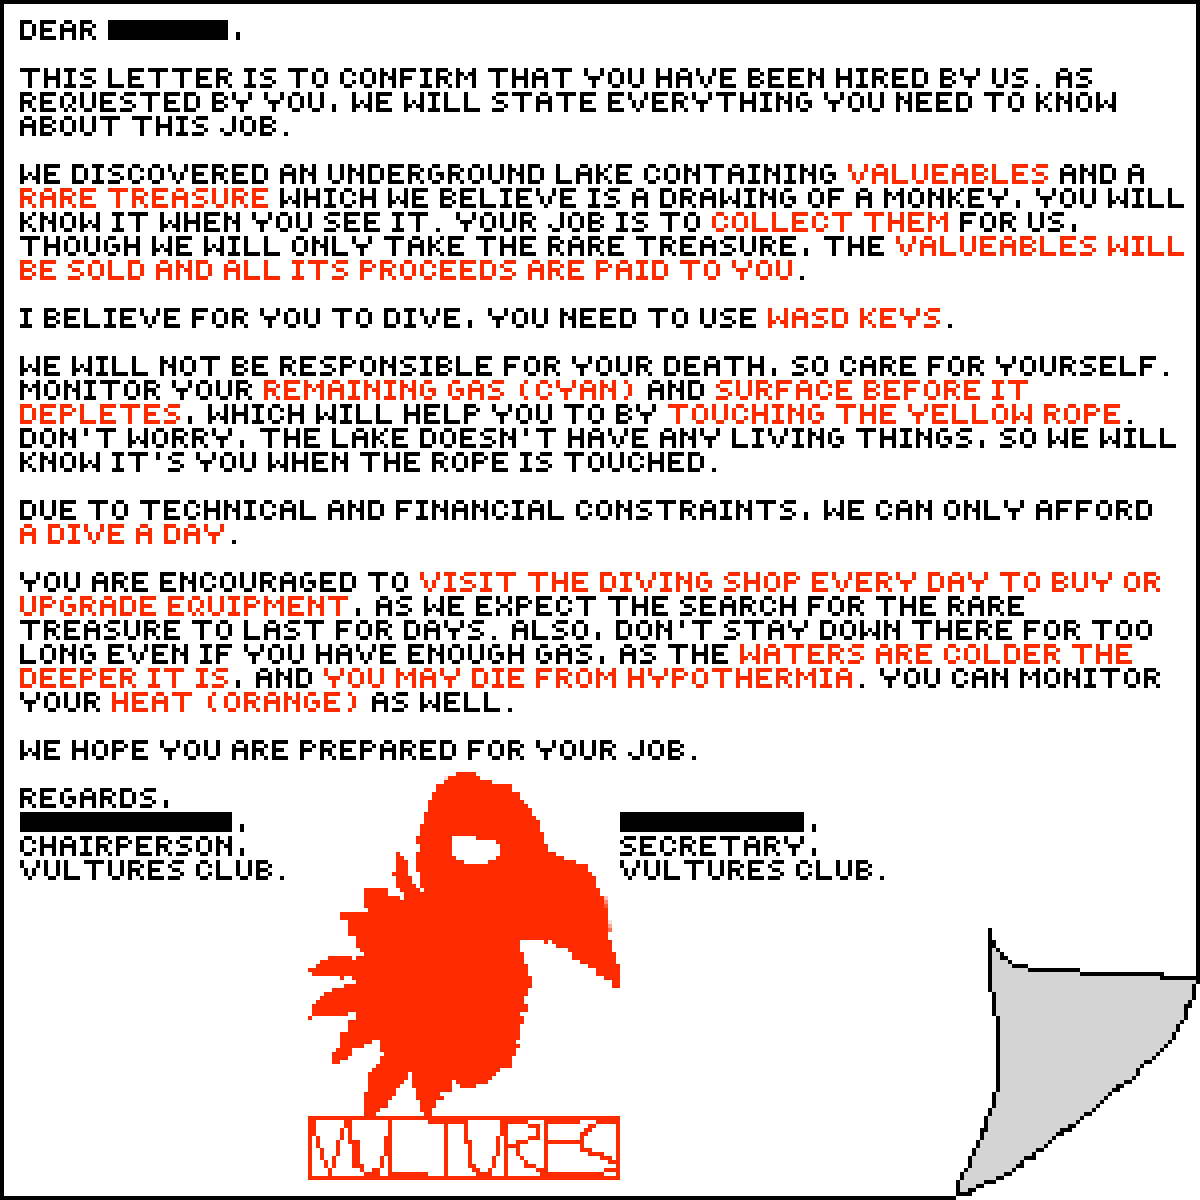 DEAR ,
THIS LETTER IS TO CONFIRM THAT YOU HAVE BEEN HIRED BY US. AS
REQUESTED BY YOU, WE WILL STATE EVERYTHING YOU NEED TO KNOW
ABOUT THIS JOB.
WE DISCOVERED AN UNDERGROUND LAKE CONTAINING VALUEABLES AND A
RARE TREASURE WHICH WE BELIEVE IS A DRAWING OF A MONKEY, YOU WILL
KNOW IT WHEN YOU SEE IT. YOUR JOB IS TO COLLECT THEM FOR US,
THOUGH WE WILL ONLY TAKE THE RARE TREASURE, THE VALUEABLES WILL
BE SOLD AND ALL ITS PROCEEDS ARE PAID TO YOU.
I BELIEVE FOR YOU TO DIVE, YOU NEED TO USE WASD KEYS.
WE WILL NOT BE RESPONSIBLE FOR YOUR DEATH, SO CARE FOR YOURSELF.
MONITOR YOUR REMAINING GAS (CYAN) AND SURFACE BEFORE IT
DEPLETES, WHICH WILL HELP YOU TO BY TOUCHING THE YELLOW ROPE.
DON'T WORRY, THE LAKE DOESN'T HAVE ANY LIVING THINGS, SO WE WILL
KNOW IT'S YOU WHEN THE ROPE IS TOUCHED.
DUE TO TECHNICAL AND FINANCIAL CONSTRAINTS, WE CAN ONLY AFFORD
A DIVE A DAY.
YOU ARE ENCOURAGED TO VISIT THE DIVING SHOP EVERY DAY TO BUY OR
UPGRADE EQUIPMENT, AS WE EXPECT THE SEARCH FOR THE RARE
TREASURE TO LAST FOR DAYS. ALSO, DON'T STAY DOWN THERE FOR TOO
LONG EVEN IF YOU HAVE ENOUGH GAS, AS THE WATERS ARE COLDER THE
DEEPER IT IS, AND YOU MAY DIE FROM HYPOTHERMIA. YOU CAN MONITOR
YOUR HEAT (ORANGE) AS WELL.
WE HOPE YOU ARE PREPARED FOR YOUR JOB.
REGARDS,
,
CHAIRPERSON,
VULTURES CLUB.
,
SECRETARY,
VULTURES CLUB.
VULTURES